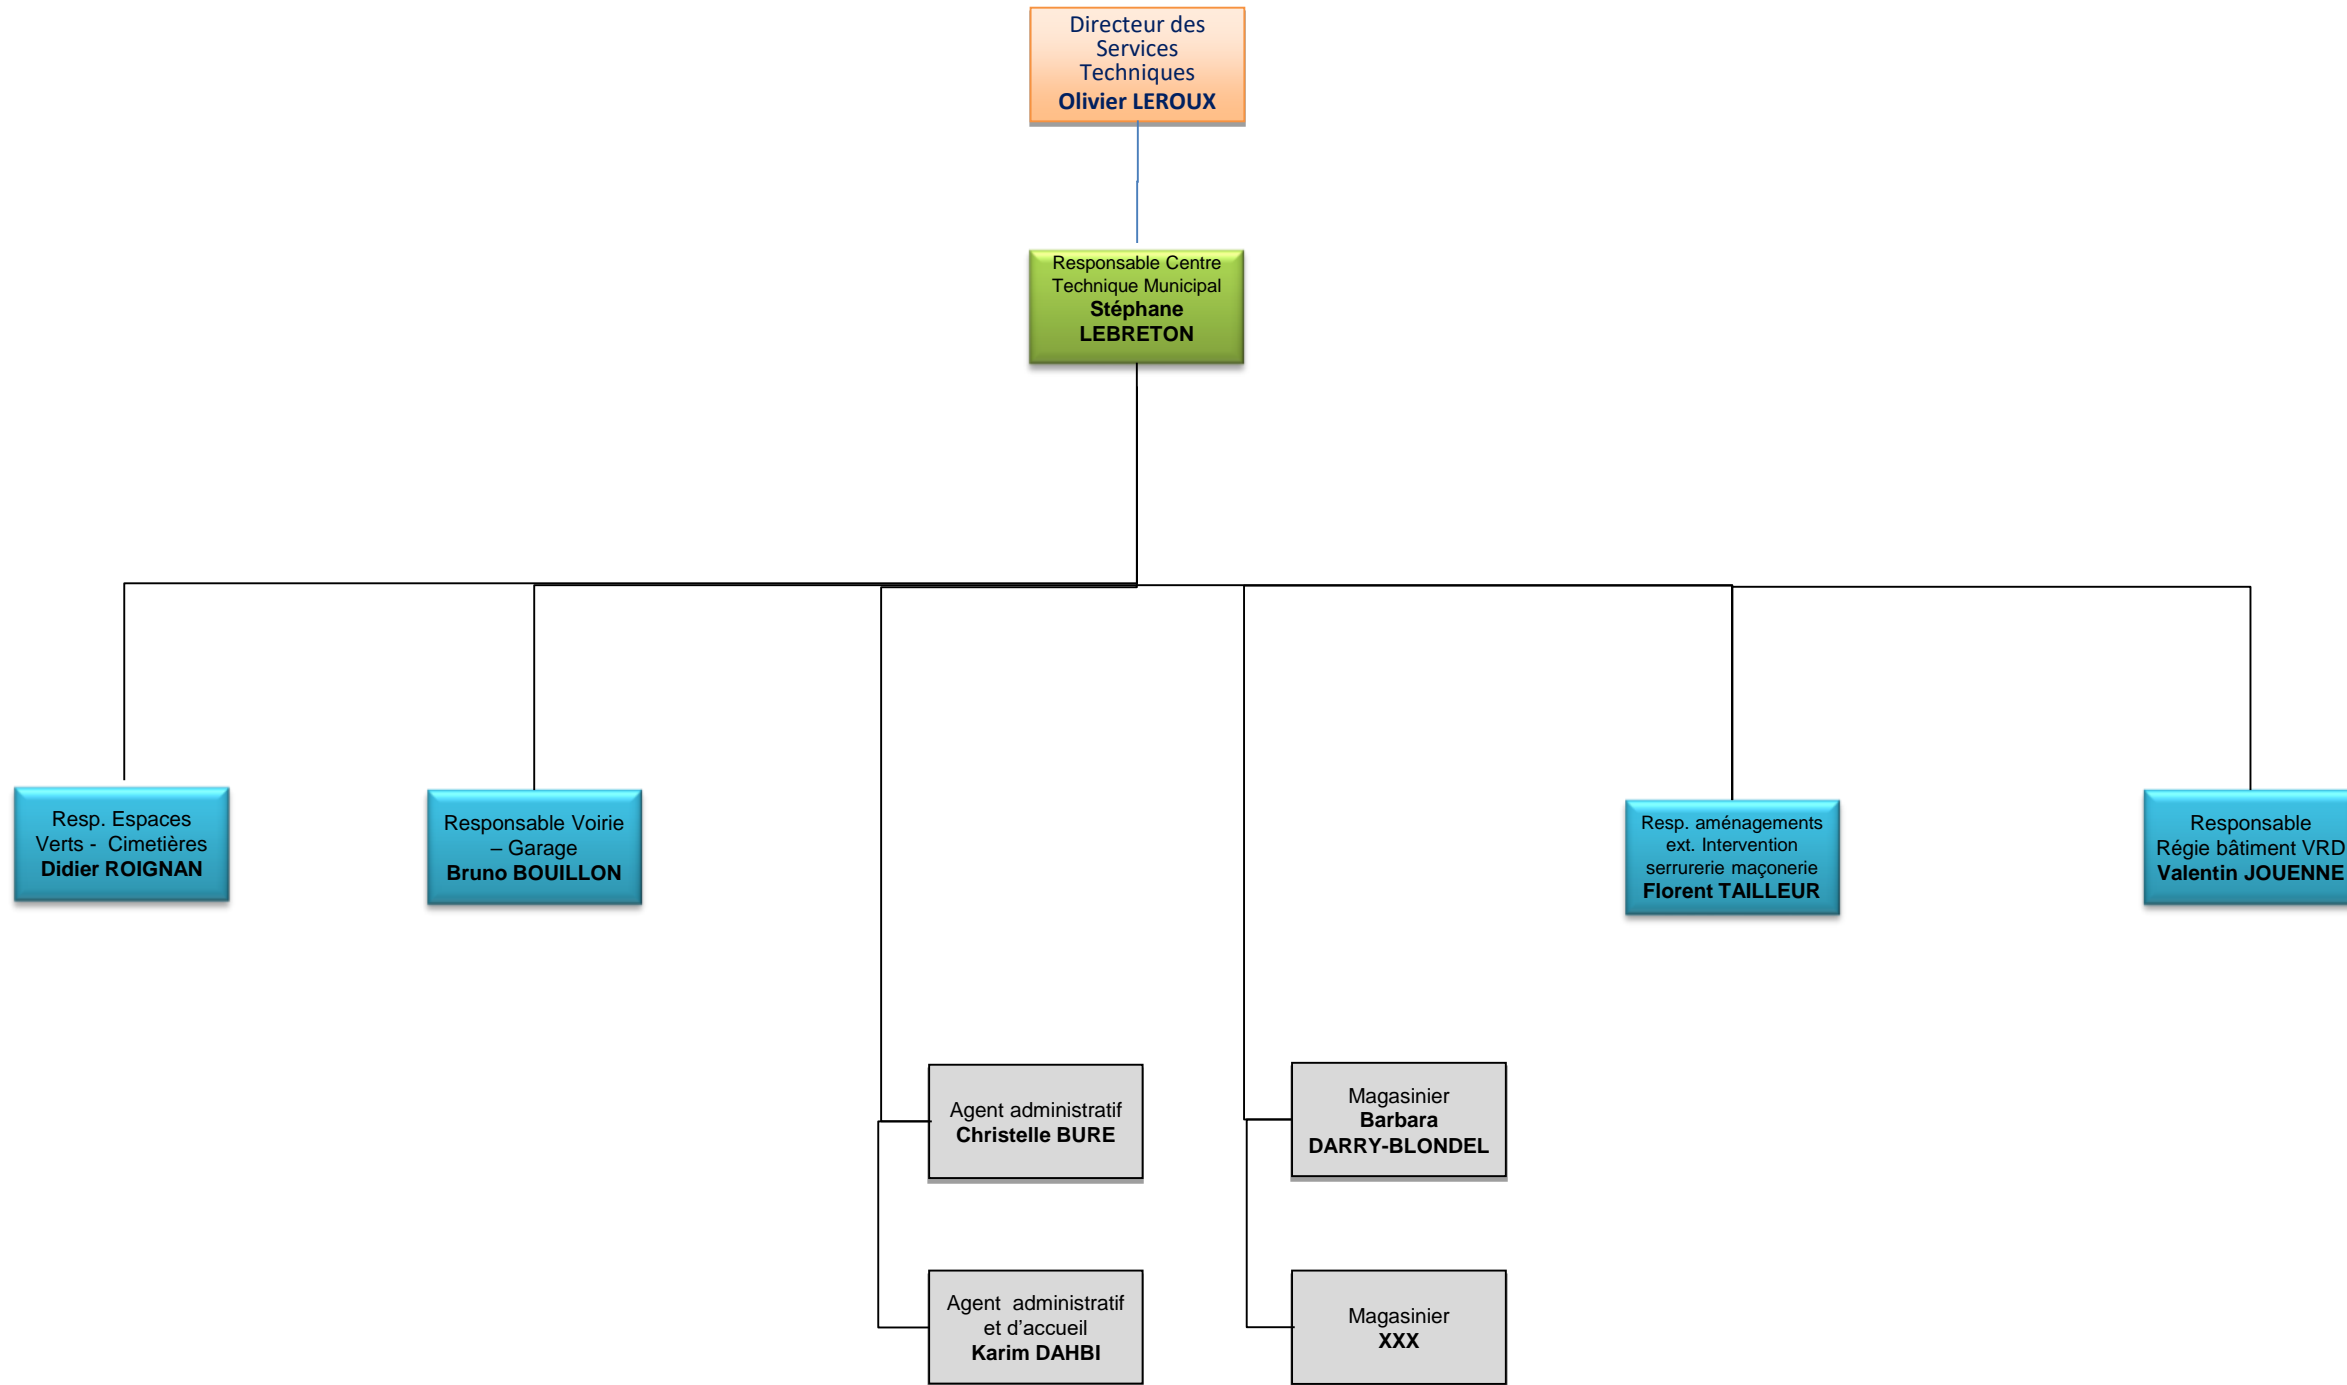 Directeur des
Services
Techniques
Olivier LEROUX
Responsable Centre
Technique Municipal
Stéphane
LEBRETON
Resp. Espaces
Verts -  Cimetières
Didier ROIGNAN
Responsable Voirie
– Garage
Bruno BOUILLON
Resp. aménagements
ext. Intervention
serrurerie maçonerie
Florent TAILLEUR
Responsable
Régie bâtiment VRD
Valentin JOUENNE
Agent administratif
Christelle BURE
Magasinier
Barbara
DARRY-BLONDEL
Agent  administratif
et d’accueil
Karim DAHBI
Magasinier
XXX